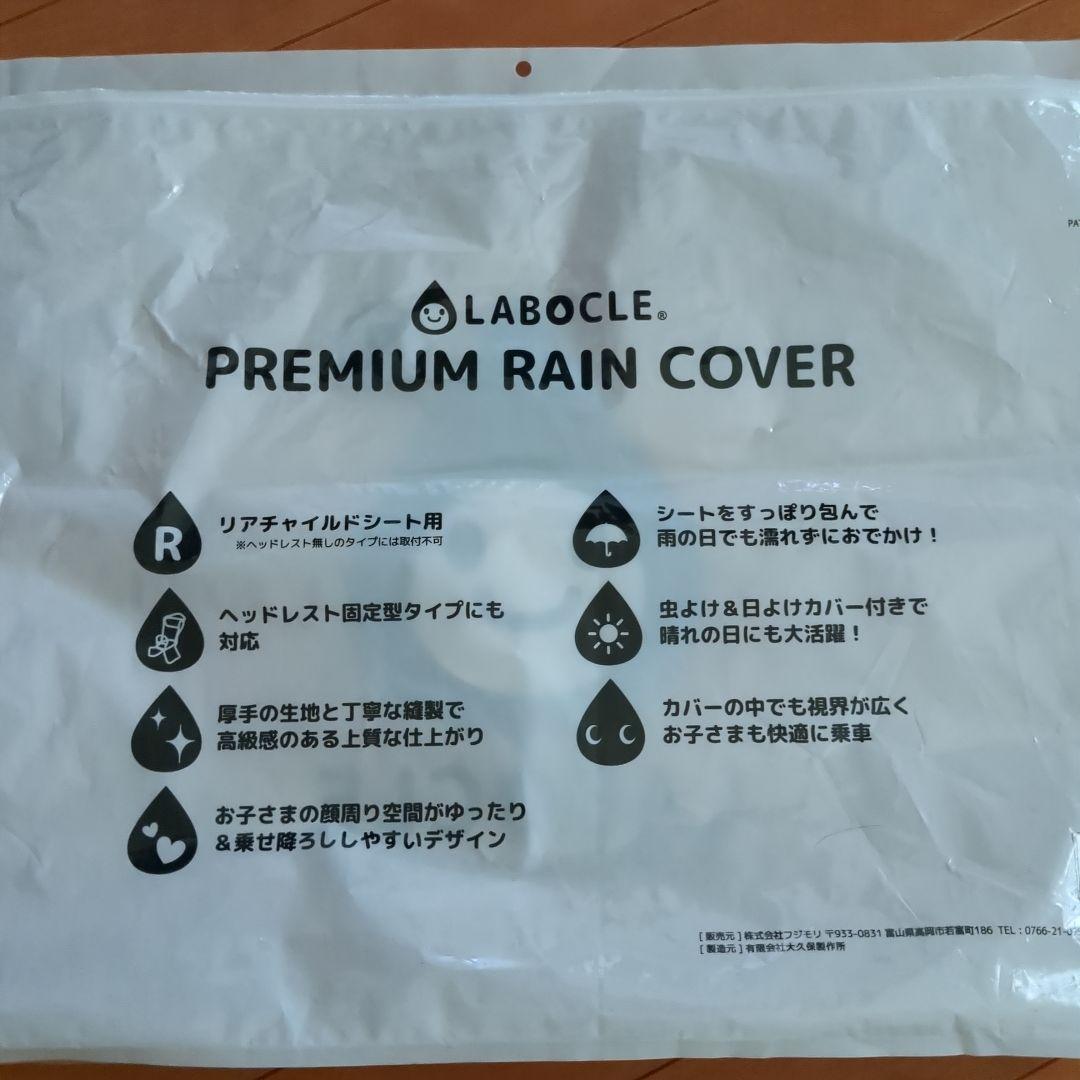 PA
LABOCLE®
PREMIUM RAIN COVER
R
リアチャイルドシート用
※ヘッドレスト無しのタイプには取付不可
ヘッドレスト固定型タイプにも
対応
厚手の生地と丁寧な縫製で
高級感のある上質な仕上がり
お子さまの顔周り空間がゆったり
&乗せ降ろししやすいデザイン
シートをすっぽり包んで
雨の日でも濡れずにおでかけ!
虫よけ&日よけカバー付きで
晴れの日にも大活躍!
カバーの中でも視界が広く
お子さまも快適に乗車
[ 販売元 ] 株式会社フジモリ 〒933-0831 富山県高岡市若富町186 TEL : 0766-21-0
[ 製造元 ] 有限会社大久保製作所